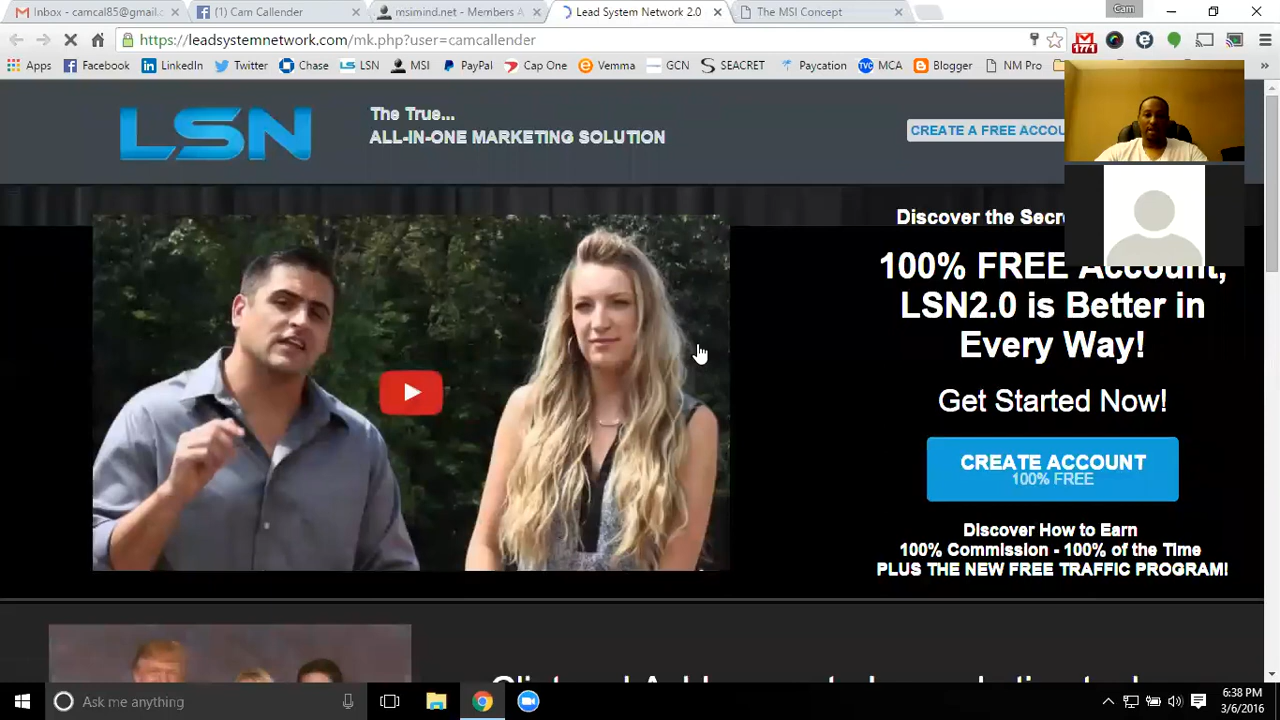 Inbox - camcal85@gmail.
(1) Cam Callender
msimind.net - Members A
Lead System Network 2.0
The MSI Concept
Cam
https://leadsystemnetwork.com/mk.php?user=camcallender
1771
Apps
Facebook
LinkedIn
Twitter
Chase
LSN
MSI
PayPal
Cap One
Vemma
GCN
SEACRET
Paycation
TVC MCA
Blogger
NM Pro
LSN
The True...
ALL-IN-ONE MARKETING SOLUTION
CREATE A FREE ACCOU
Discover the Secre
100% FREE Account,
LSN2.0 is Better in
Every Way!
Get Started Now!
CREATE ACCOUNT
100% FREE
Discover How to Earn
100% Commission - 100% of the Time
PLUS THE NEW FREE TRAFFIC PROGRAM!
Ask me anything
6:38 PM
3/6/2016